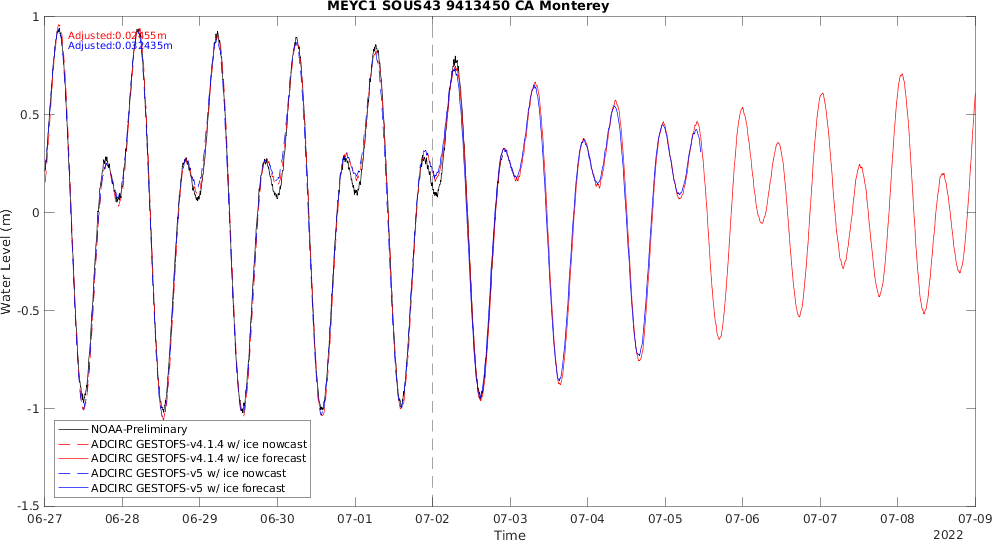 MEYC1 SOUS43 9413450 CA Monterey
Adjusted:0.02455m
Adjusted:0.032435m
1
0.5
0
-0.5
-1
-1.5
Water Level (m)
NOAA-Preliminary
ADCIRC GESTOFS-v4.1.4 w/ ice nowcast
ADCIRC GESTOFS-v4.1.4 w/ ice forecast
ADCIRC GESTOFS-v5 w/ ice nowcast
ADCIRC GESTOFS-v5 w/ ice forecast
06-27 06-28 06-29 06-30 07-01 07-02 07-03 07-04 07-05 07-06 07-07 07-08 07-09
Time
2022